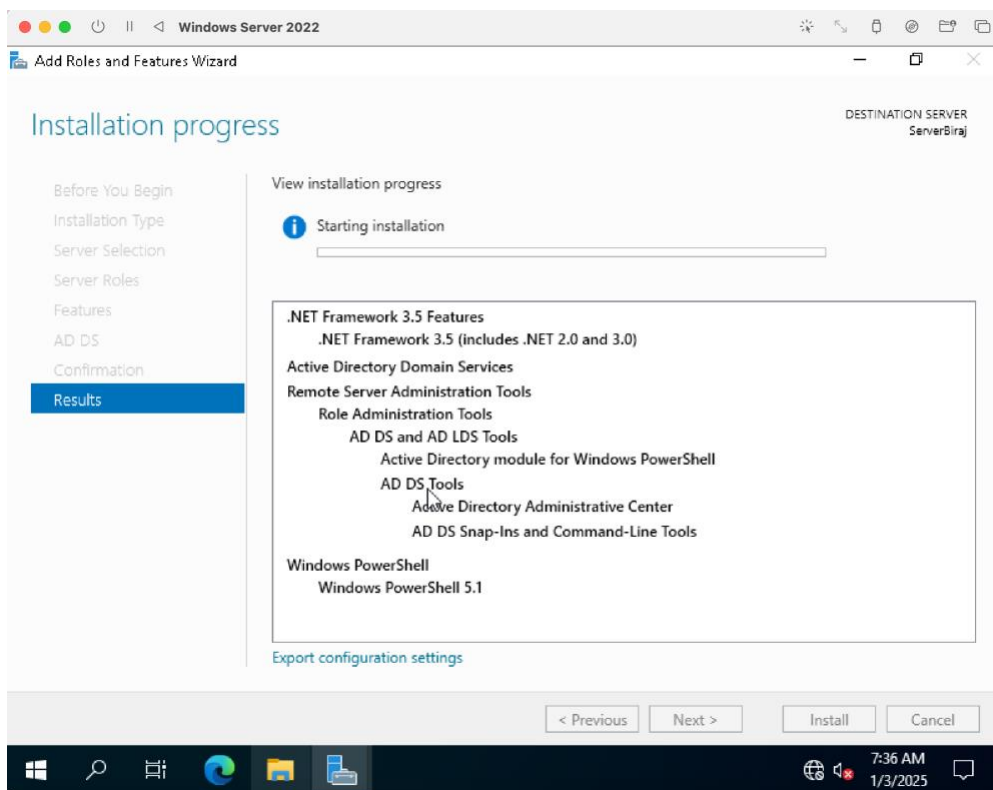 Windows Server 2022
Add Roles and Features Wizard
Installation progress
DESTINATION SERVER
ServerBiraj
Before You Begin
Installation Type
Server Selection
Server Roles
Features
AD DS
Confirmation
Results
View installation progress
Starting installation
.NET Framework 3.5 Features
.NET Framework 3.5 (includes .NET 2.0 and 3.0)
Active Directory Domain Services
Remote Server Administration Tools
Role Administration Tools
AD DS and AD LDS Tools
Active Directory module for Windows PowerShell
AD DS Tools
Active Directory Administrative Center
AD DS Snap-Ins and Command-Line Tools
Windows PowerShell
Windows PowerShell 5.1
Export configuration settings
< Previous
Next >
Install
Cancel
7:36 AM
1/3/2025